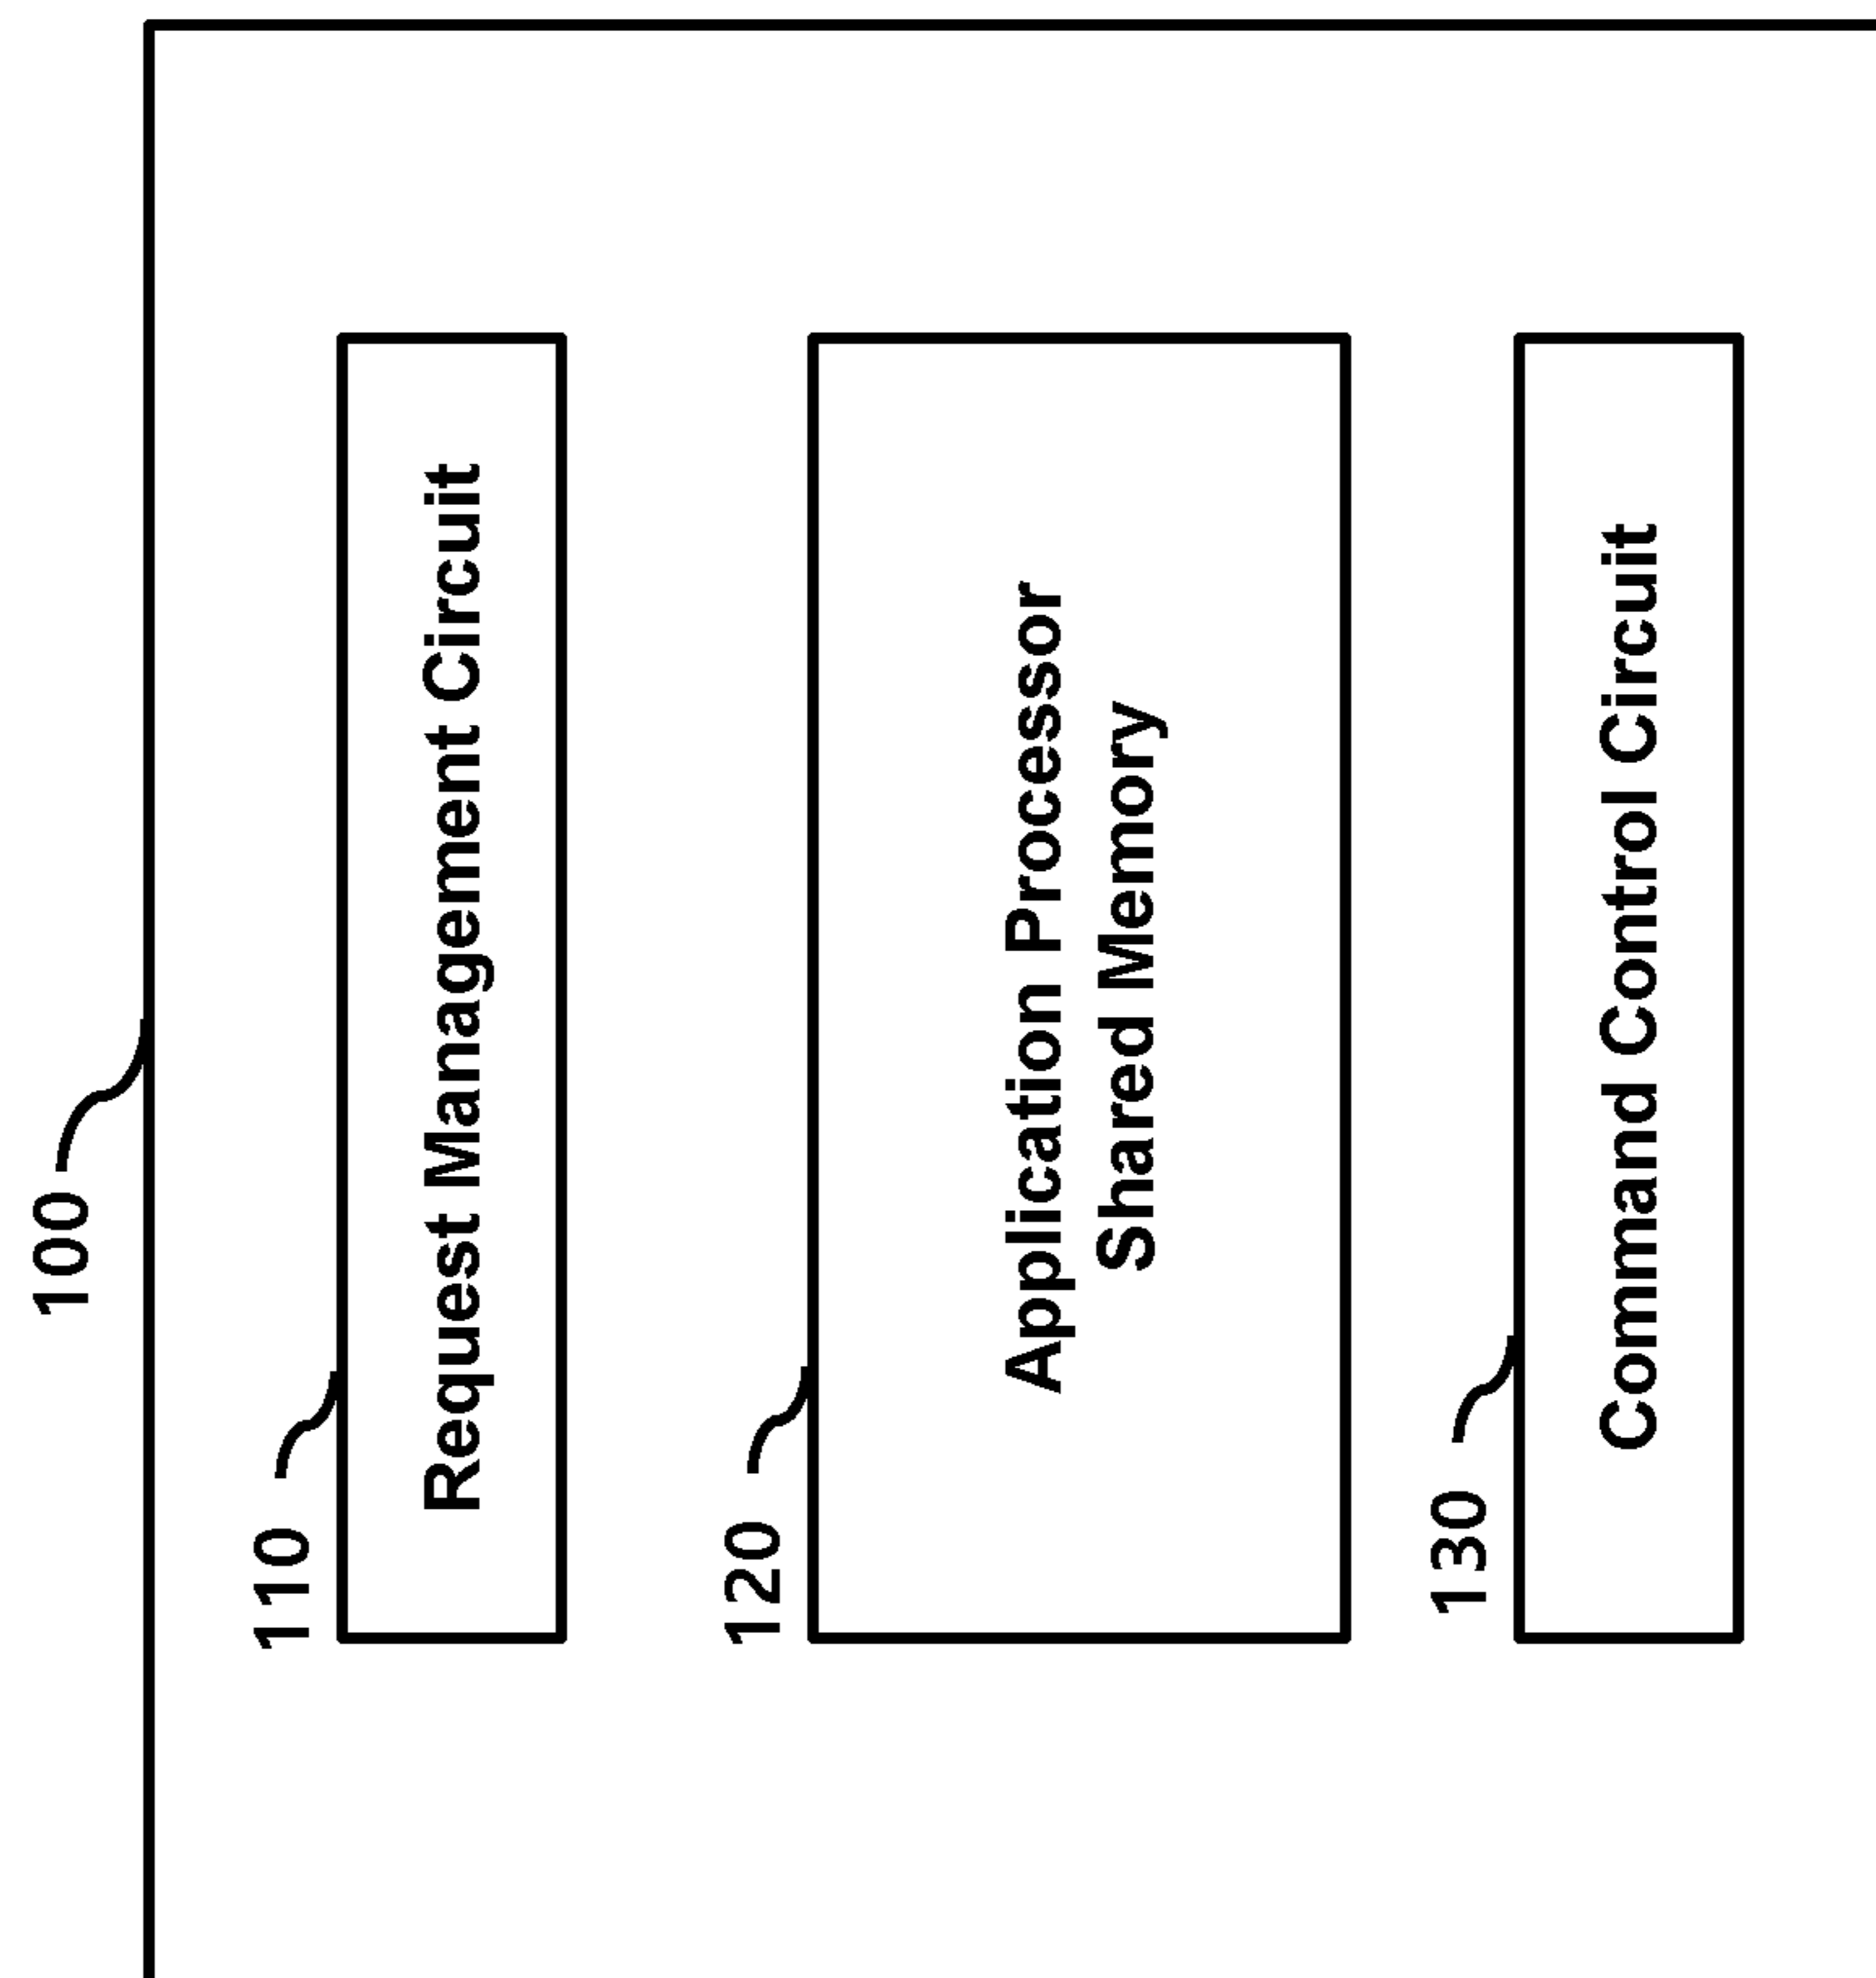 100
110
Request Management Circuit
120
Application Processor
Shared Memory
130
Command Control Circuit